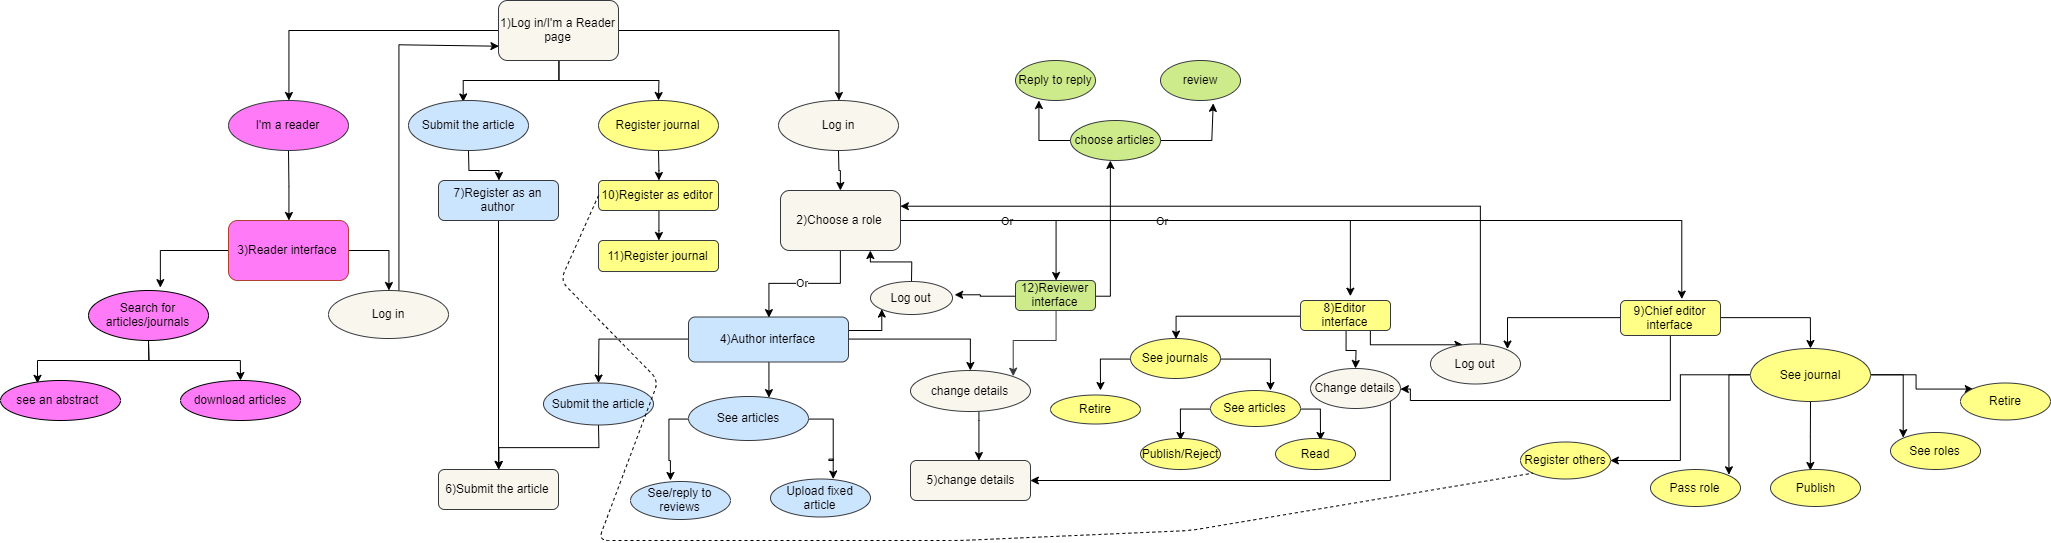 1)Log in/I'm a Reader
page
Reply to reply
review
I'm a reader
Submit the article
Register journal
Log in
choose articles
7)Register as an
author
10)Register as editor
2)Choose a role
Or
Or
3)Reader interface
11)Register journal
Or
Log out
12)Reviewer
interface
Search for
articles/journals
Log in
8)Editor
interface
9)Chief editor
interface
4)Author interface
See journals
Log out
See journal
see an abstract
download articles
Submit the article
change details
Change details
Retire
See articles
Retire
See articles
Publish/Reject
Read
Register others
See roles
6)Submit the article
See/reply to
reviews
Upload fixed
article
5)change details
Pass role
Publish